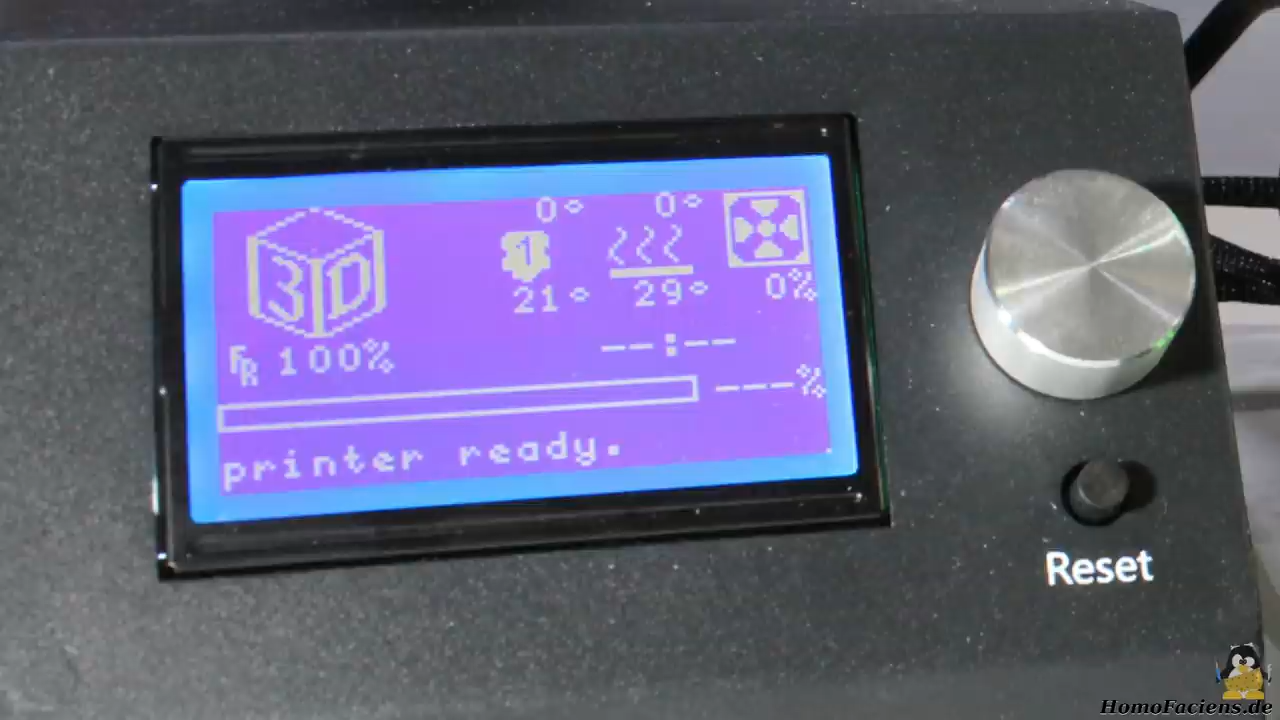 0° 0°
3D
1
21° 29° 0%
FR 100%
--:--
---%
printer ready.
Reset
HomoFaciens.de